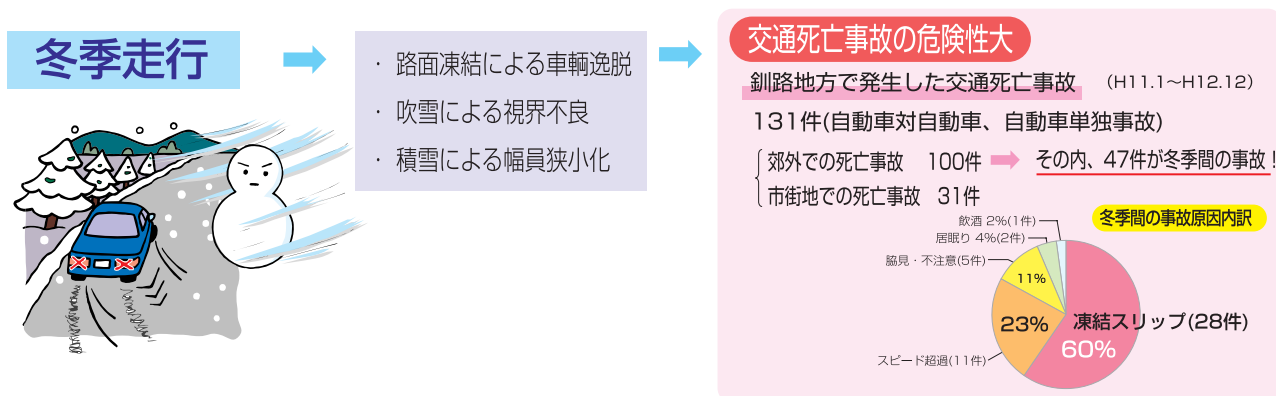 冬季走行
・ 路面凍結による車輌逸脱
・ 吹雪による視界不良
・ 積雪による幅員狭小化
交通死亡事故の危険性大
釧路地方で発生した交通死亡事故 （H11.1～H12.12）
131件(自動車対自動車、自動車単独事故)
郊外での死亡事故 100件 その内、47件が冬季間の事故！
市街地での死亡事故 31件
冬季間の事故原因内訳
飲酒 2%(1件)
居眠り 4%(2件)
脇見・不注意(5件)
11%
23%
凍結スリップ(28件)
60%
スピード超過(11件)